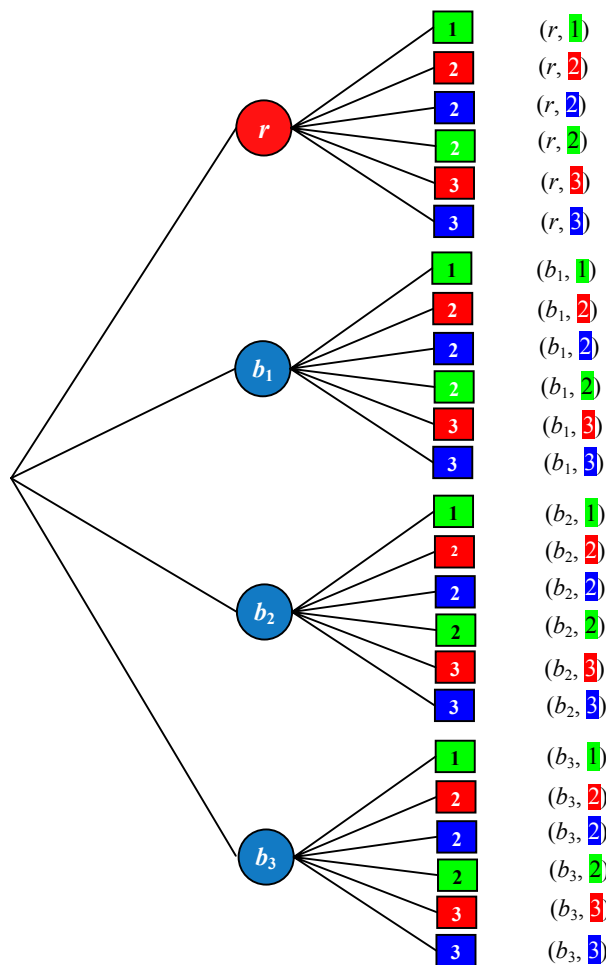 1 (r, 1)
2 (r, 2)
2 (r, 2)
r
2 (r, 2)
3 (r, 3)
3 (r, 3)
1 (b₁, 1)
2 (b₁, 2)
2 (b₁, 2)
b₁
2 (b₁, 2)
3 (b₁, 3)
3 (b₁, 3)
1 (b₂, 1)
2 (b₂, 2)
2 (b₂, 2)
b₂
2 (b₂, 2)
3 (b₂, 3)
3 (b₂, 3)
1 (b₃, 1)
2 (b₃, 2)
2 (b₃, 2)
b₃
2 (b₃, 2)
3 (b₃, 3)
3 (b₃, 3)